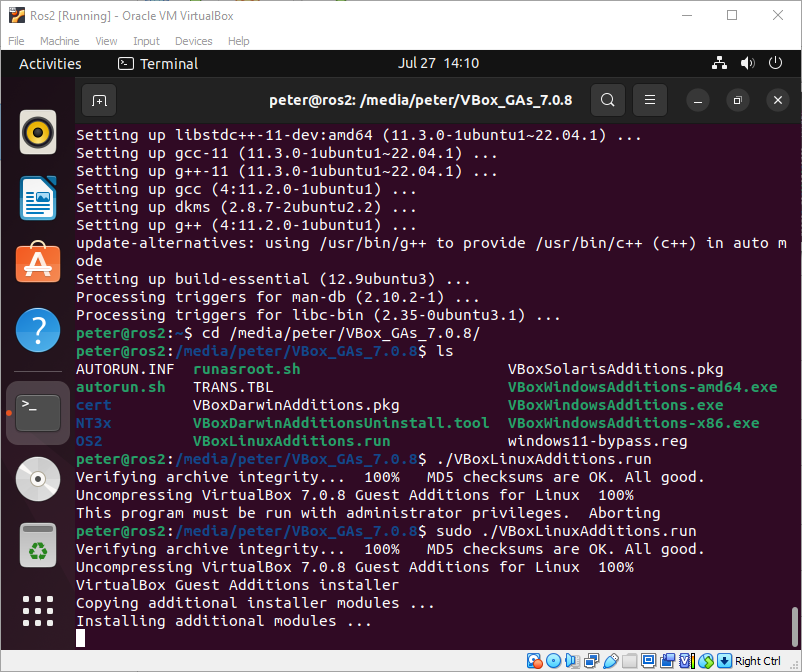 Ros2 [Running] - Oracle VM VirtualBox
File Machine View Input Devices Help
Activities Terminal Jul 27 14:10
peter@ros2: /media/peter/VBox_GAs_7.0.8
Setting up libstdc++-11-dev:amd64 (11.3.0-1ubuntu1~22.04.1) ...
Setting up gcc-11 (11.3.0-1ubuntu1~22.04.1) ...
Setting up g++-11 (11.3.0-1ubuntu1~22.04.1) ...
Setting up gcc (4:11.2.0-1ubuntu1) ...
Setting up dkms (2.8.7-2ubuntu2.2) ...
Setting up g++ (4:11.2.0-1ubuntu1) ...
update-alternatives: using /usr/bin/g++ to provide /usr/bin/c++ (c++) in auto m
ode
Setting up build-essential (12.9ubuntu3) ...
Processing triggers for man-db (2.10.2-1) ...
Processing triggers for libc-bin (2.35-0ubuntu3.1) ...
peter@ros2:~$ cd /media/peter/VBox_GAs_7.0.8/
peter@ros2:/media/peter/VBox_GAs_7.0.8$ ls
AUTORUN.INF runasroot.sh VBoxSolarisAdditions.pkg
autorun.sh TRANS.TBL VBoxWindowsAdditions-amd64.exe
cert VBoxDarwinAdditions.pkg VBoxWindowsAdditions.exe
NT3x VBoxDarwinAdditionsUninstall.tool VBoxWindowsAdditions-x86.exe
OS2 VBoxLinuxAdditions.run windows11-bypass.reg
peter@ros2:/media/peter/VBox_GAs_7.0.8$ ./VBoxLinuxAdditions.run
Verifying archive integrity... 100% MD5 checksums are OK. All good.
Uncompressing VirtualBox 7.0.8 Guest Additions for Linux 100%
This program must be run with administrator privileges. Aborting
peter@ros2:/media/peter/VBox_GAs_7.0.8$ sudo ./VBoxLinuxAdditions.run
Verifying archive integrity... 100% MD5 checksums are OK. All good.
Uncompressing VirtualBox 7.0.8 Guest Additions for Linux 100%
VirtualBox Guest Additions installer
Copying additional installer modules ...
Installing additional modules ...
Right Ctrl